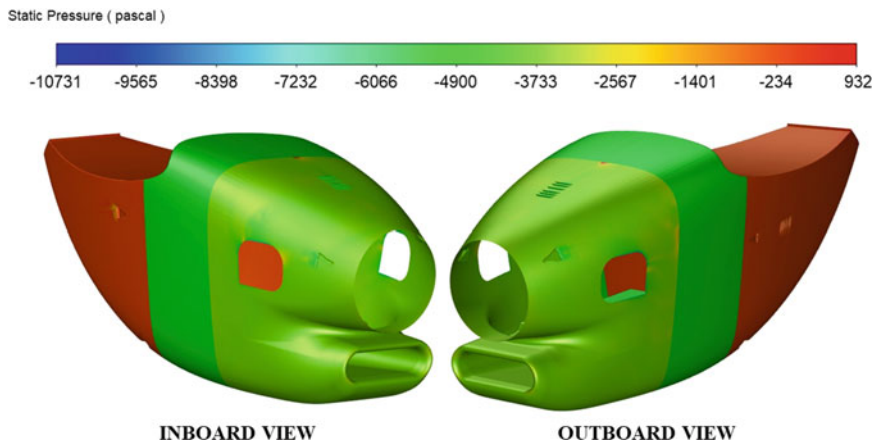 Static Pressure ( pascal )
-10731 -9565 -8398 -7232 -6066 -4900 -3733 -2567 -1401 -234 932
INBOARD VIEW OUTBOARD VIEW